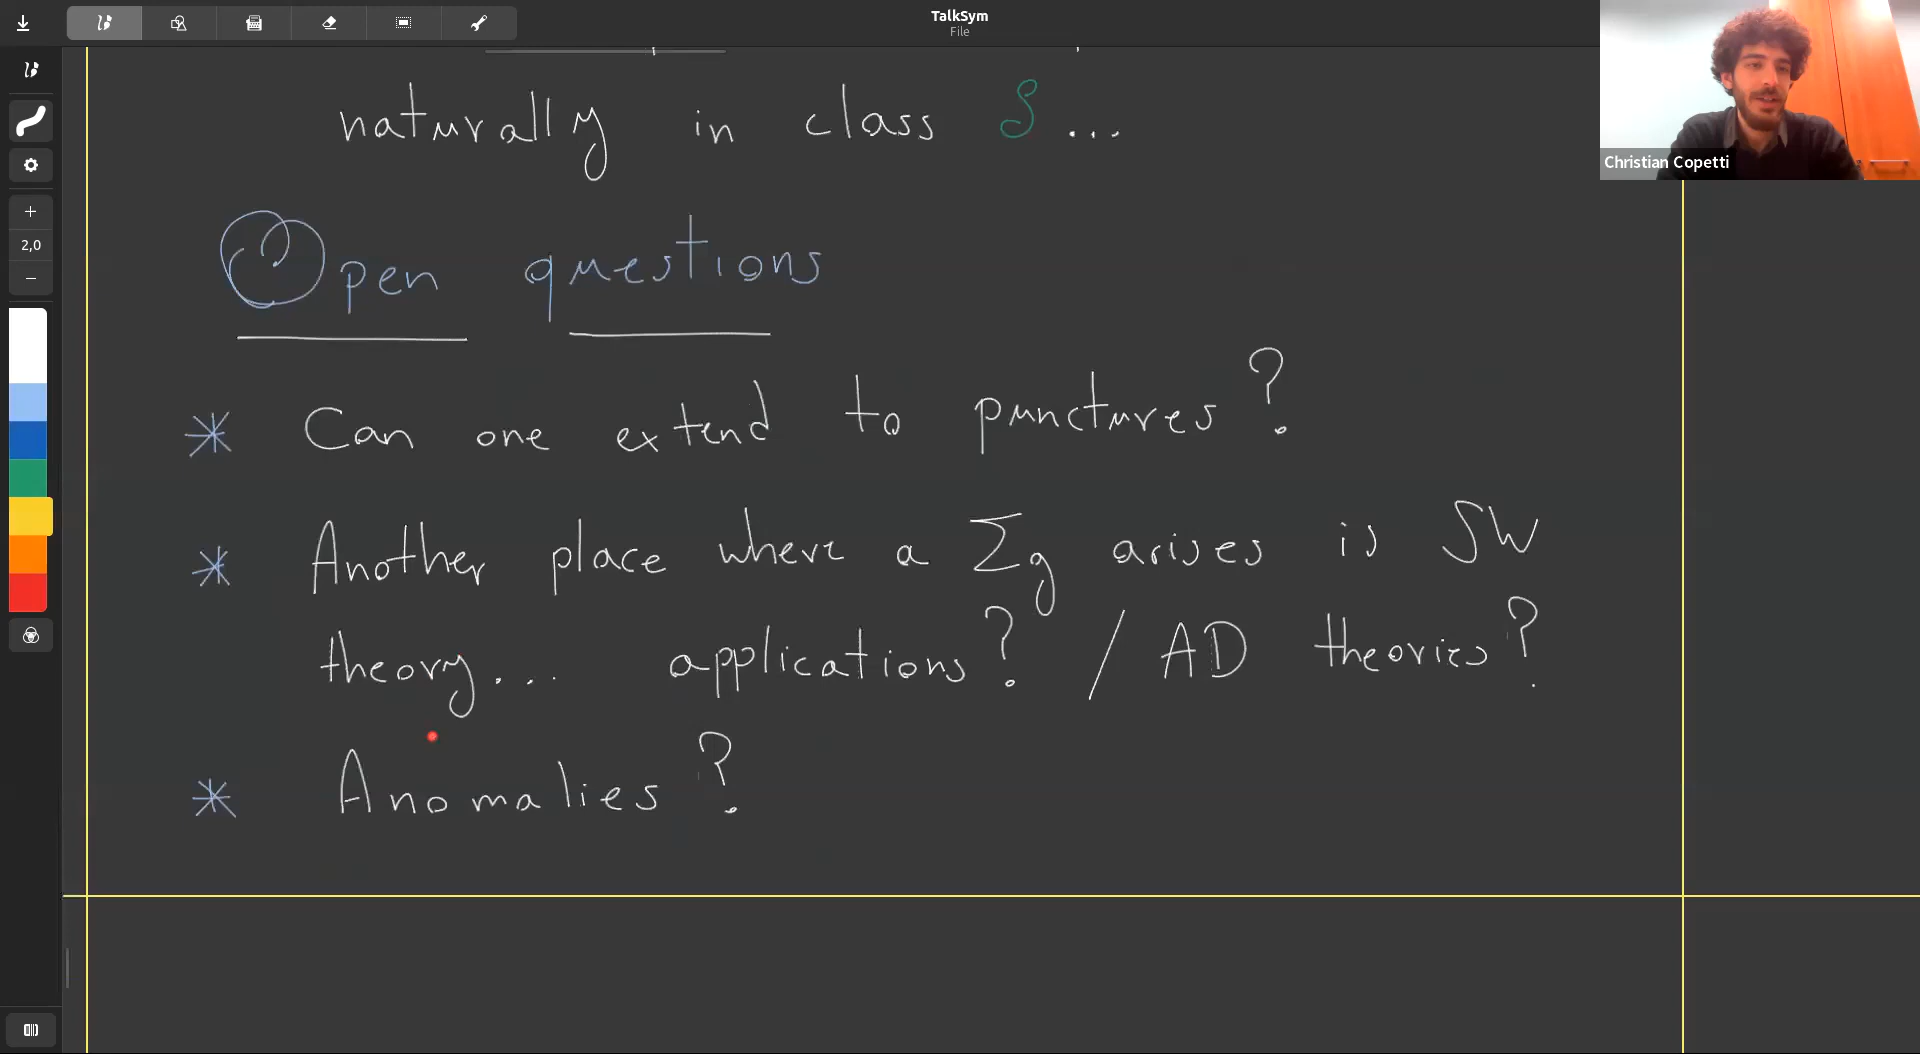 TalkSym
File
Christian Copetti
2,0
naturally in class S ...
Open questions
* Can one extend to punctures?
* Another place where a Σg arises is SW
theory... applications? / AD theories?
* Anomalies?